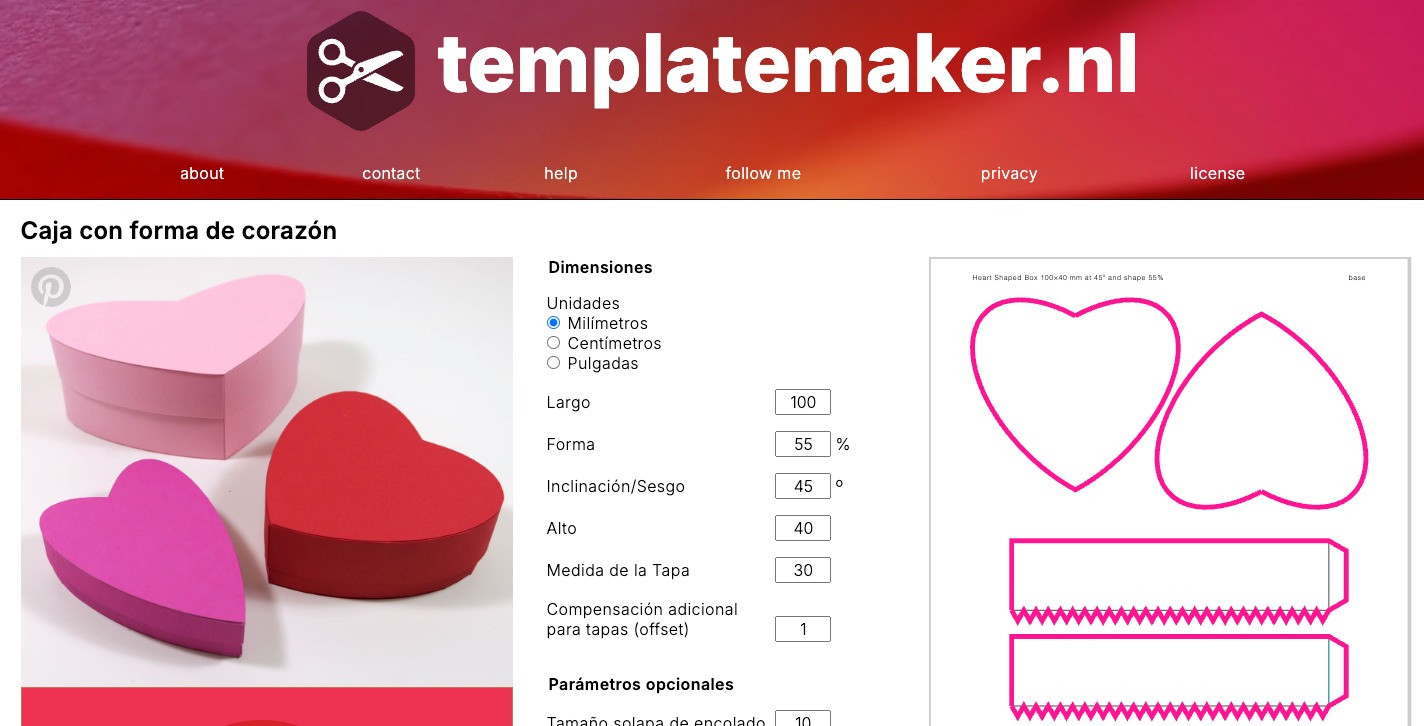 templatemaker.nl
about contact help follow me privacy license
Caja con forma de corazón
Dimensiones
Unidades
Milímetros
Centímetros
Pulgadas
Largo 100
Forma 55 %
Inclinación/Sesgo 45 º
Alto 40
Medida de la Tapa 30
Compensación adicional
para tapas (offset) 1
Parámetros opcionales
Tamaño solapa de encolado 10
Heart Shaped Box 100×40 mm at 45° and shape 55% base